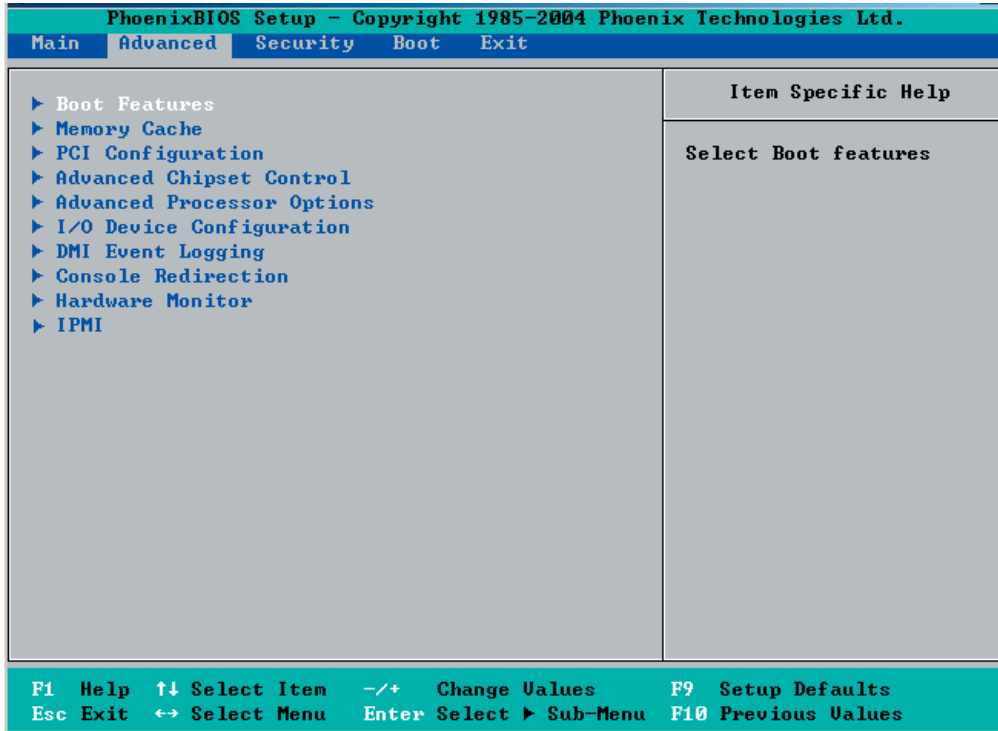 PhoenixBIOS Setup - Copyright 1985-2004 Phoenix Technologies Ltd.
Main Advanced Security Boot Exit
Item Specific Help
Boot Features
Memory Cache
PCI Configuration
Advanced Chipset Control
Advanced Processor Options
I/O Device Configuration
DMI Event Logging
Console Redirection
Hardware Monitor
IPMI
Select Boot features
F1 Help ↑↓ Select Item -/+ Change Values F9 Setup Defaults
Esc Exit ↔ Select Menu Enter Select ► Sub-Menu F10 Previous Values